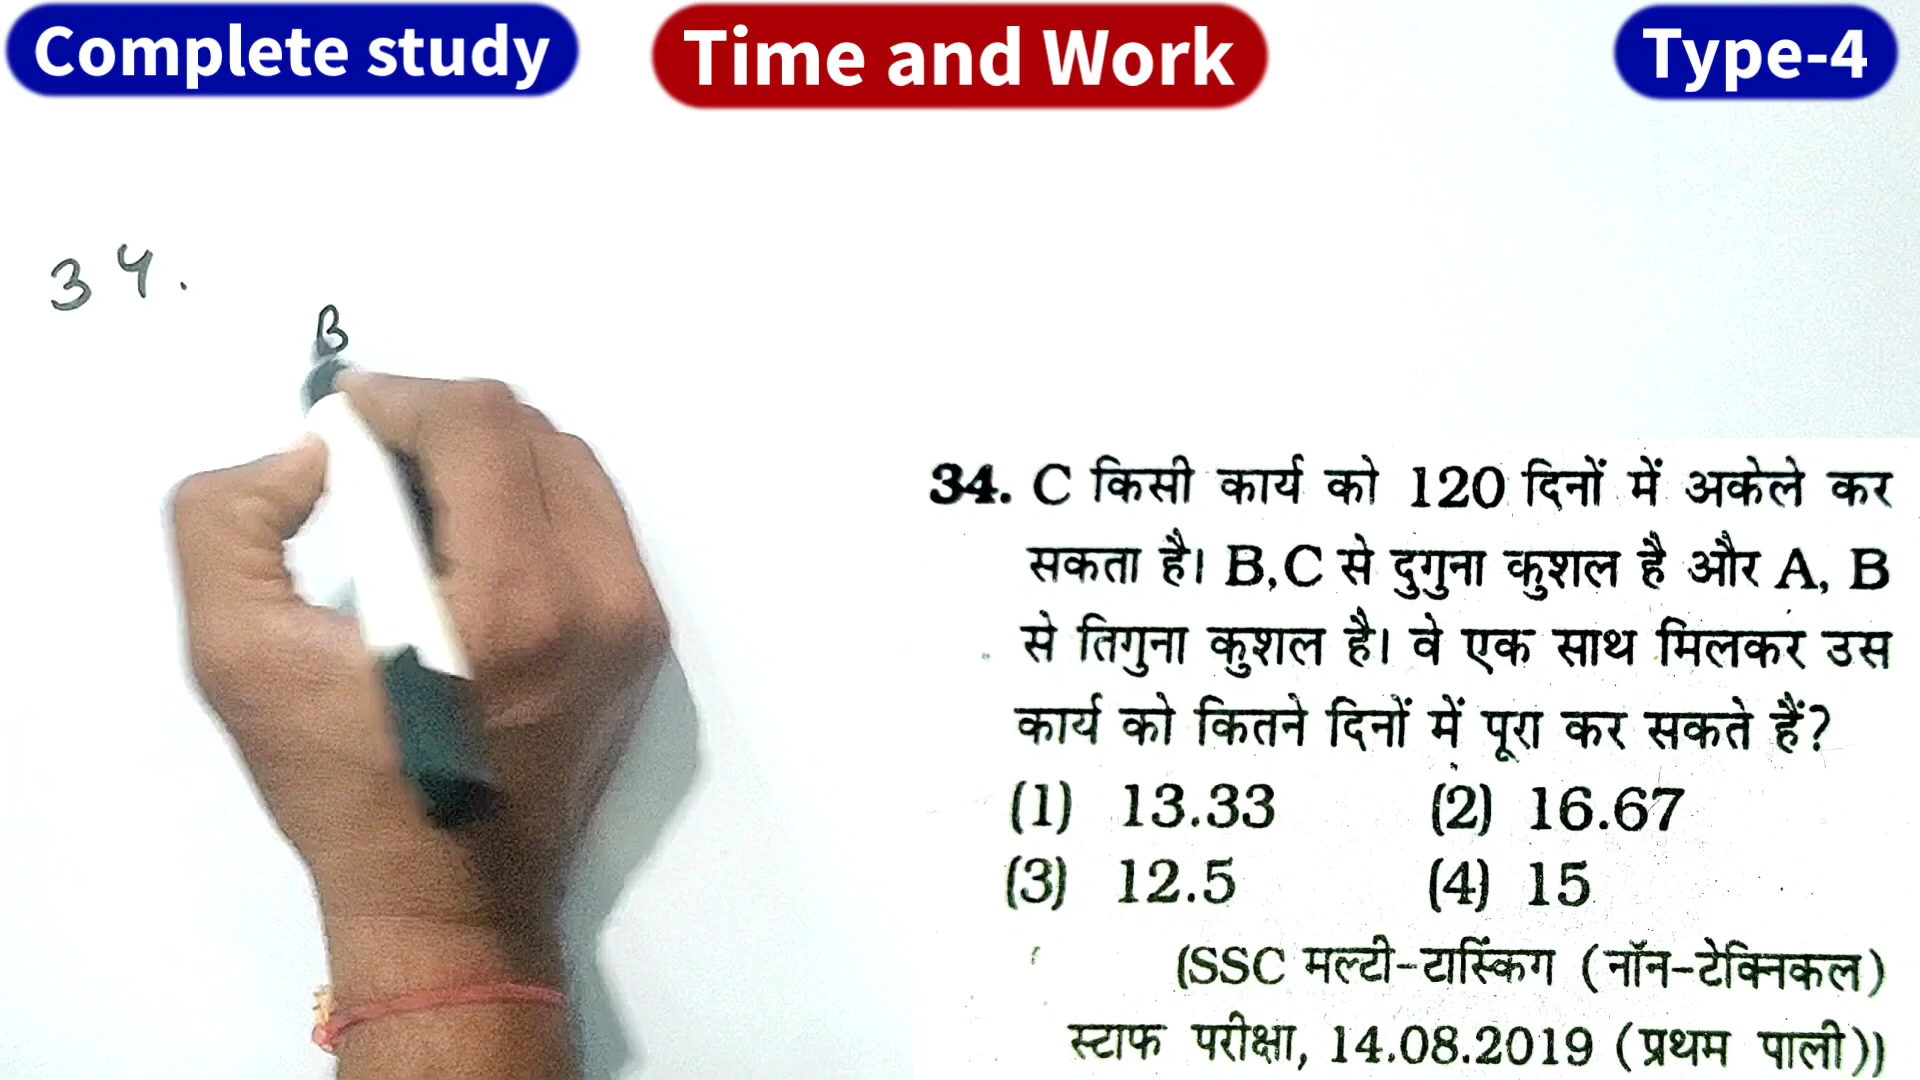 Complete study
Time and Work
Type-4
34.
B
34. C किसी कार्य को 120 दिनों में अकेले कर
सकता है। B,C से दुगुना कुशल है और A, B
से तिगुना कुशल है। वे एक साथ मिलकर उस
कार्य को कितने दिनों में पूरा कर सकते हैं?
(1) 13.33 (2) 16.67
(3) 12.5 (4) 15
(SSC मल्टी-टास्किंग (नॉन-टेक्निकल)
स्टाफ परीक्षा, 14.08.2019 (प्रथम पाली))